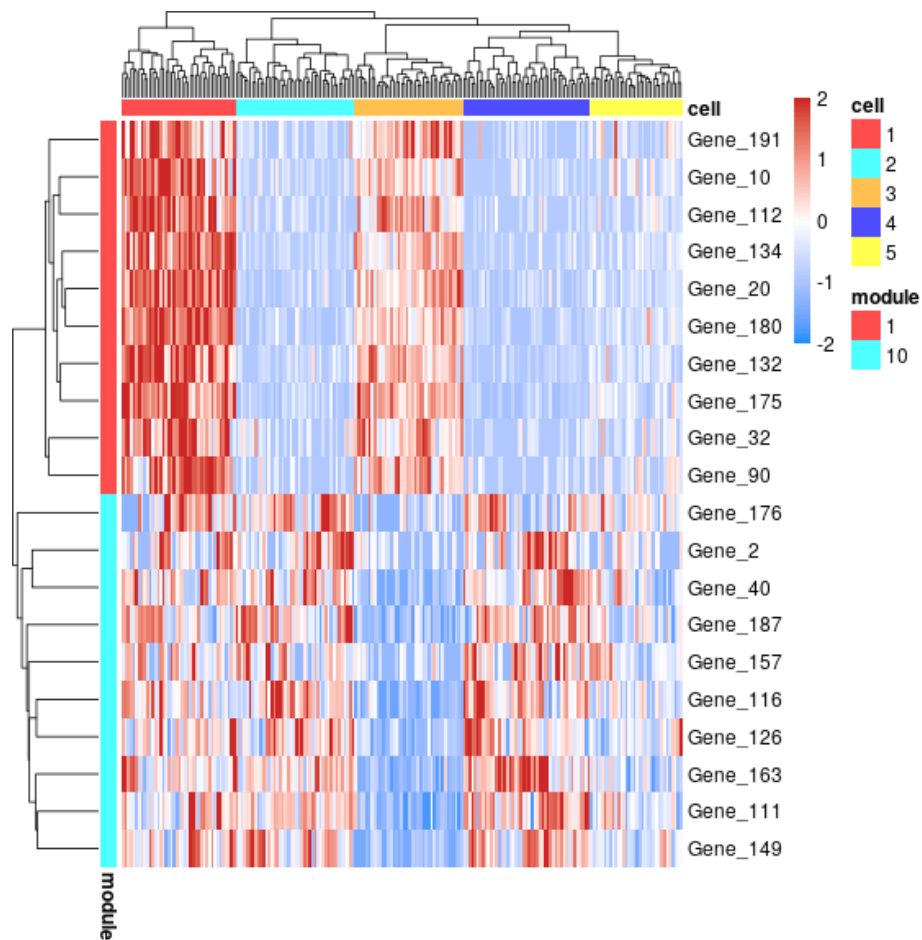 cell
Gene_191
Gene_10
Gene_112
Gene_134
Gene_20
Gene_180
Gene_132
Gene_175
Gene_32
Gene_90
Gene_176
Gene_2
Gene_40
Gene_187
Gene_157
Gene_116
Gene_126
Gene_163
Gene_111
Gene_149
module
2
1
0
-1
-2
cell
1
2
3
4
5
module
1
10